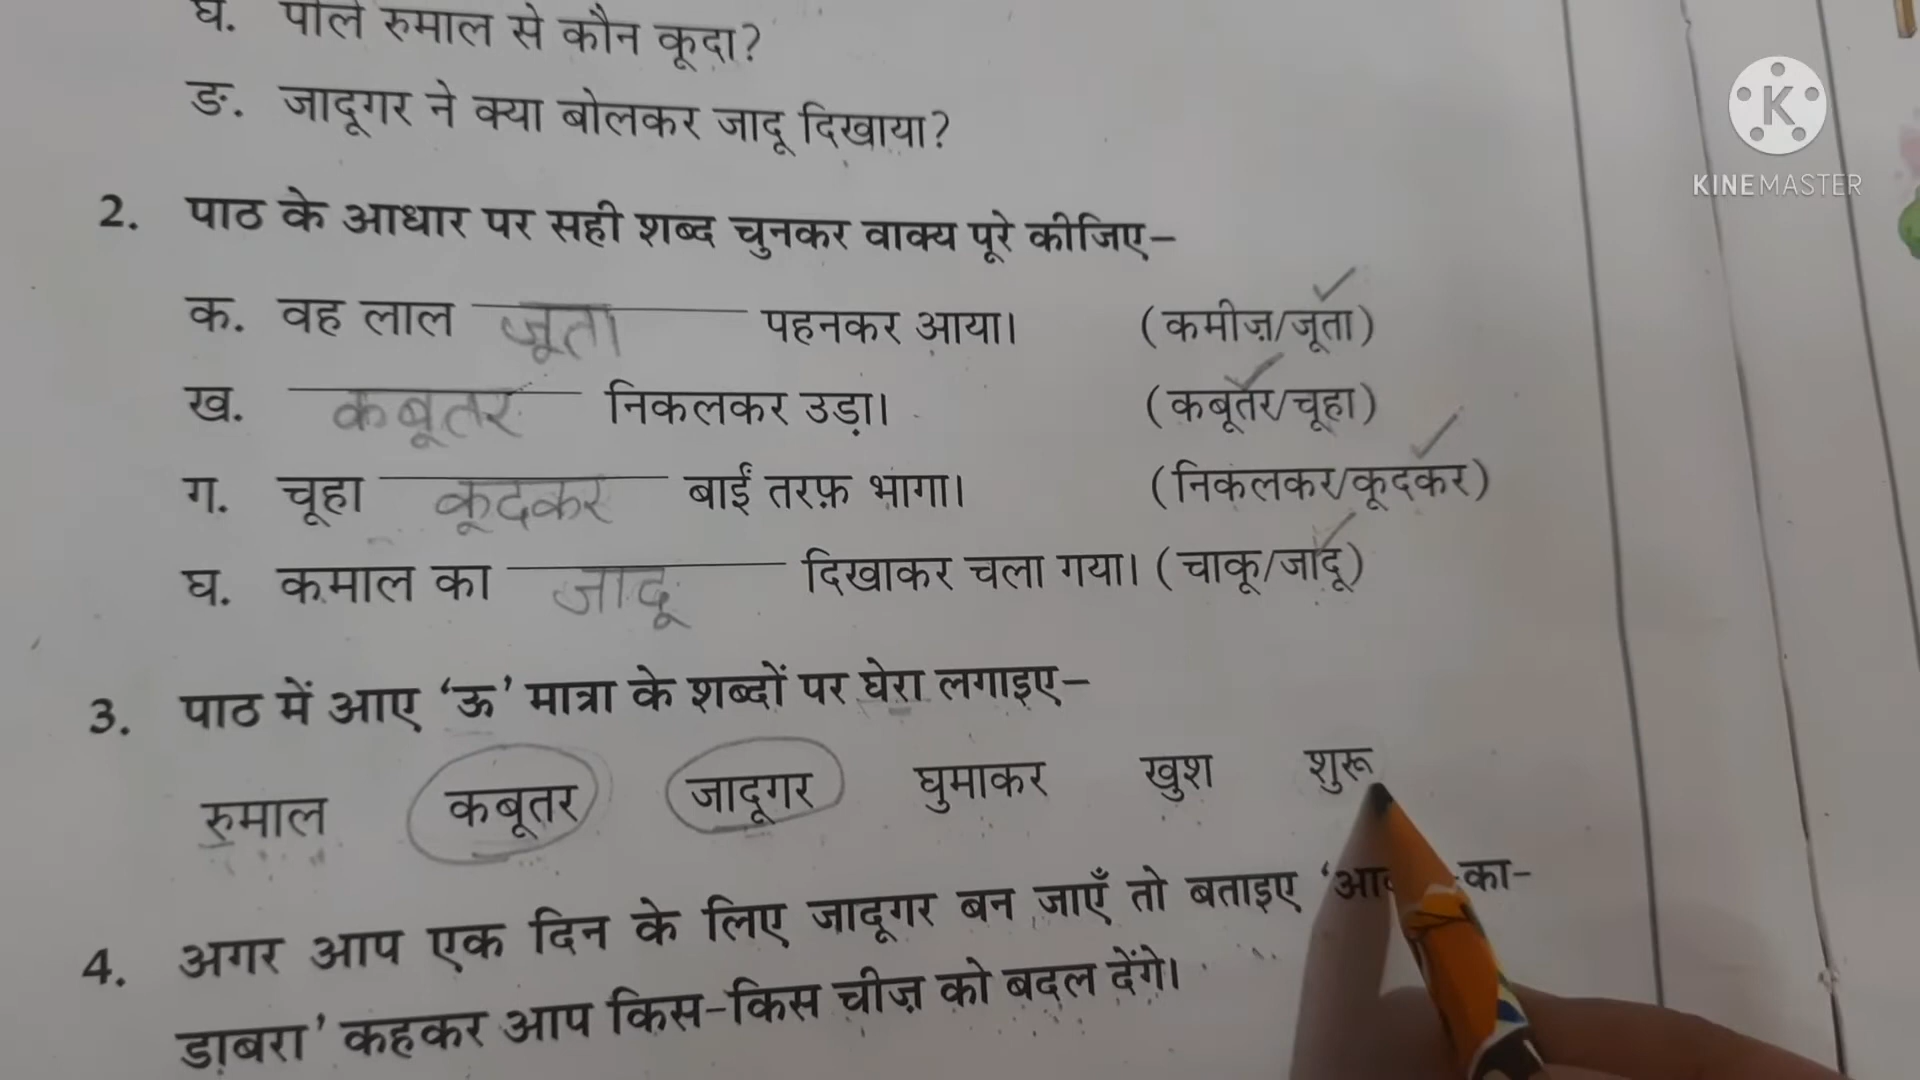 घ. पीले रुमाल से कौन कूदा?
ङ. जादूगर ने क्या बोलकर जादू दिखाया?
KINEMASTER
2. पाठ के आधार पर सही शब्द चुनकर वाक्य पूरे कीजिए–
क. वह लाल जूता पहनकर आया। (कमीज़/जूता)
ख. कबूतर निकलकर उड़ा। (कबूतर/चूहा)
ग. चूहा कूदकर बाईं तरफ़ भागा। (निकलकर/कूदकर)
घ. कमाल का जादू दिखाकर चला गया। (चाकू/जादू)
3. पाठ में आए ‘ऊ’ मात्रा के शब्दों पर घेरा लगाइए–
रुमाल कबूतर जादूगर घुमाकर खुश शुरू
4. अगर आप एक दिन के लिए जादूगर बन जाएँ तो बताइए -का-
डाबरा’ कहकर आप किस-किस चीज़ को बदल देंगे।